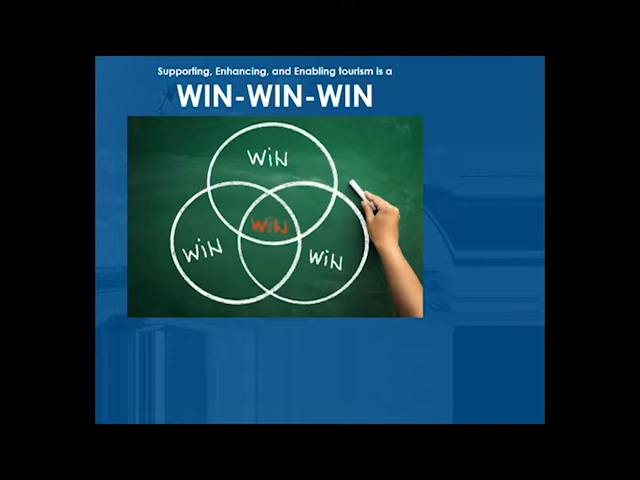 Supporting, Enhancing, and Enabling tourism is a
WIN-WIN-WIN
WiN
WiN
WiN
WiN